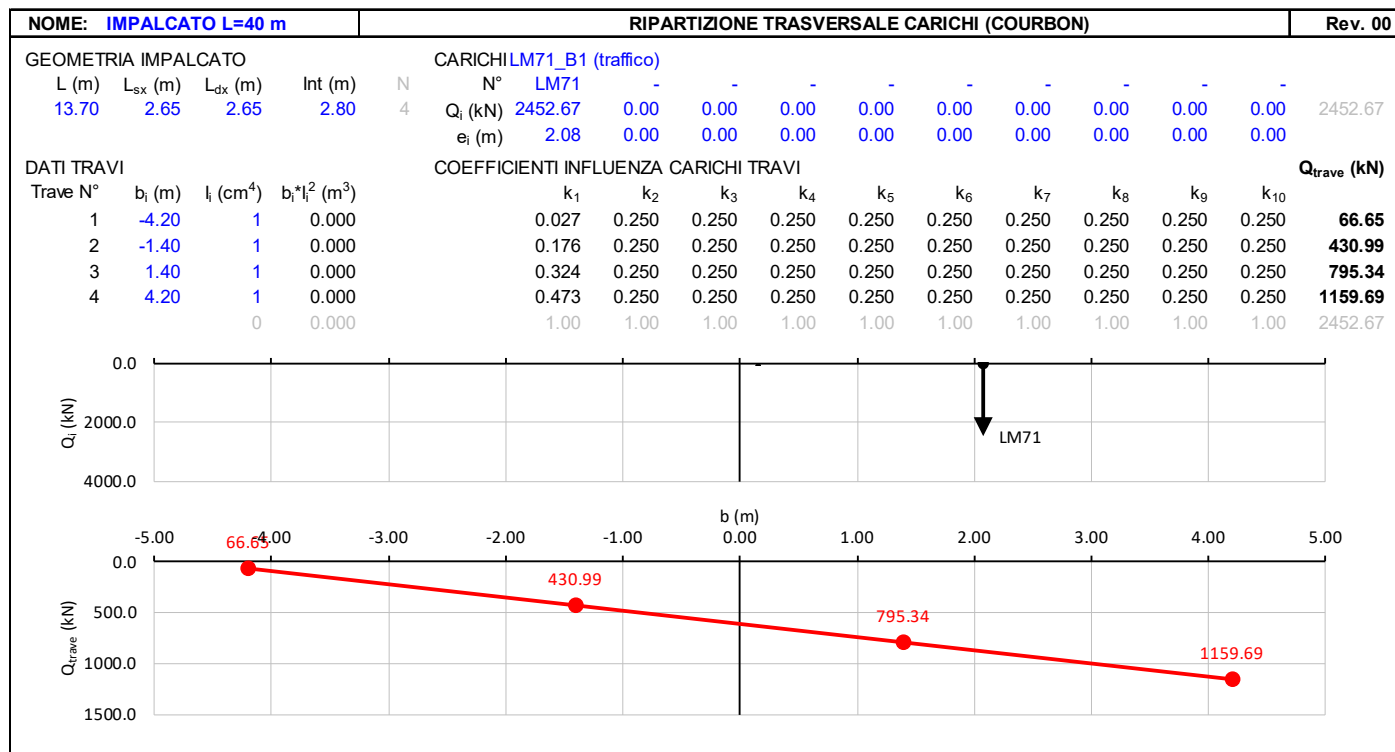 NOME: IMPALCATO L=40 m RIPARTIZIONE TRASVERSALE CARICHI (COURBON) Rev. 00
GEOMETRIA IMPALCATO CARICHI LM71_B1 (traffico)
L (m) Lsx (m) Ldx (m) Int (m) N N° LM71 - - - - - - - - -
13.70 2.65 2.65 2.80 4 Qi (kN) 2452.67 0.00 0.00 0.00 0.00 0.00 0.00 0.00 0.00 0.00 2452.67
ei (m) 2.08 0.00 0.00 0.00 0.00 0.00 0.00 0.00 0.00 0.00
DATI TRAVI COEFFICIENTI INFLUENZA CARICHI TRAVI Qtrave (kN)
Trave N° bi (m) Ii (cm4) bi*Ii2 (m3) k1 k2 k3 k4 k5 k6 k7 k8 k9 k10
1 -4.20 1 0.000 0.027 0.250 0.250 0.250 0.250 0.250 0.250 0.250 0.250 0.250 66.65
2 -1.40 1 0.000 0.176 0.250 0.250 0.250 0.250 0.250 0.250 0.250 0.250 0.250 430.99
3 1.40 1 0.000 0.324 0.250 0.250 0.250 0.250 0.250 0.250 0.250 0.250 0.250 795.34
4 4.20 1 0.000 0.473 0.250 0.250 0.250 0.250 0.250 0.250 0.250 0.250 0.250 1159.69
0 0.000 1.00 1.00 1.00 1.00 1.00 1.00 1.00 1.00 1.00 1.00 2452.67
0.0
2000.0
4000.0
Qi (kN)
LM71
b (m)
-5.00 -4.00 -3.00 -2.00 -1.00 0.00 1.00 2.00 3.00 4.00 5.00
0.0
500.0
1000.0
1500.0
Qtrave (kN)
66.65
430.99
795.34
1159.69